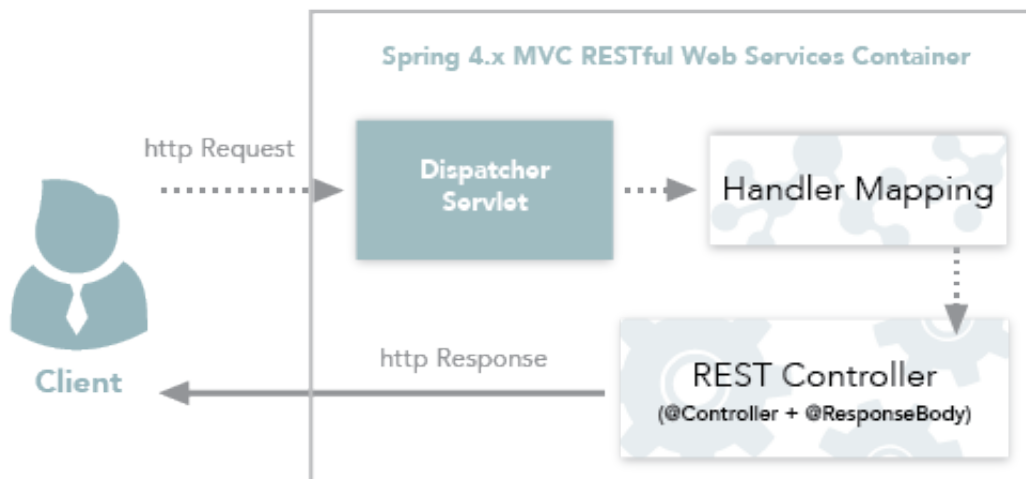 Spring 4.x MVC RESTful Web Services Container
http Request
Dispatcher
Servlet
Handler Mapping
http Response
REST Controller
(@Controller + @ResponseBody)
Client